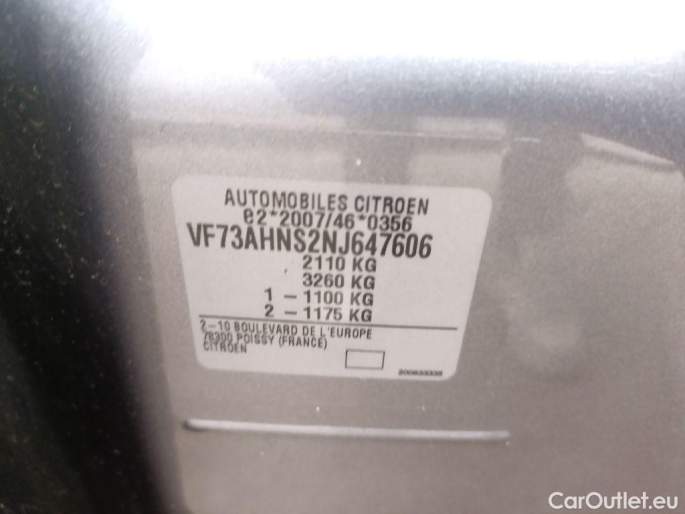 AUTOMOBILES CITROEN
e2*2007/46*0356
VF73AHNS2NJ647606
2110 KG
3260 KG
1 - 1100 KG
2 - 1175 KG
2-10 BOULEVARD DE L'EUROPE
78300 POISSY (FRANCE)
CITROEN
CarOutlet.eu